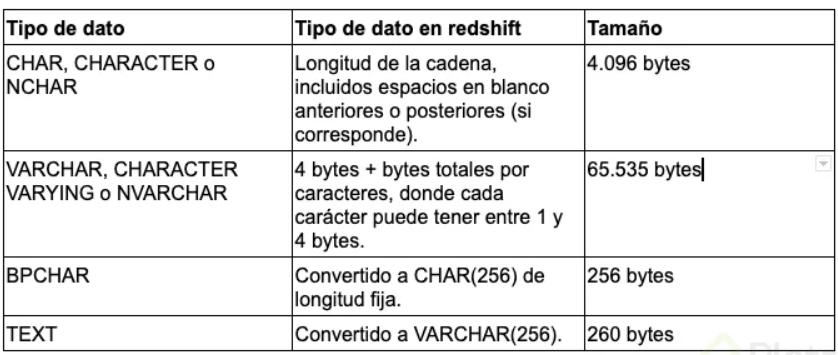 Tipo de dato
Tipo de dato en redshift
Tamaño
CHAR, CHARACTER o
NCHAR
Longitud de la cadena,
incluidos espacios en blanco
anteriores o posteriores (si
corresponde).
4.096 bytes
VARCHAR, CHARACTER
VARYING o NVARCHAR
4 bytes + bytes totales por
caracteres, donde cada
carácter puede tener entre 1 y
4 bytes.
65.535 bytes
BPCHAR
Convertido a CHAR(256) de
longitud fija.
256 bytes
TEXT
Convertido a VARCHAR(256).
260 bytes